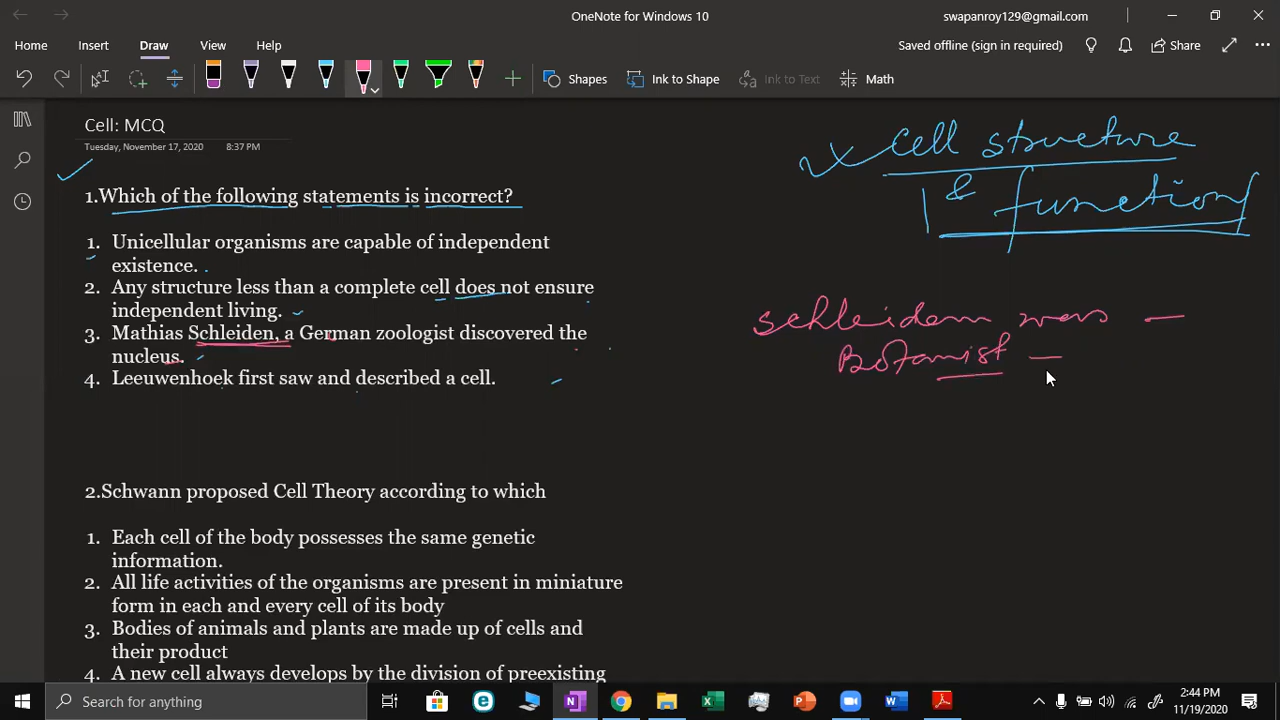 OneNote for Windows 10
swapanroy129@gmail.com
Home Insert Draw View Help
Saved offline (sign in required)
Share
Shapes
Ink to Shape
Ink to Text
Math
Cell: MCQ
Tuesday, November 17, 2020 8:37 PM
Cell structure
& function
1.Which of the following statements is incorrect?
1. Unicellular organisms are capable of independent
existence.
2. Any structure less than a complete cell does not ensure
independent living.
3. Mathias Schleiden, a German zoologist discovered the
nucleus.
4. Leeuwenhoek first saw and described a cell.
schleidem was —
Botanist —
2.Schwann proposed Cell Theory according to which
1. Each cell of the body possesses the same genetic
information.
2. All life activities of the organisms are present in miniature
form in each and every cell of its body
3. Bodies of animals and plants are made up of cells and
their product
4. A new cell always develops by the division of preexisting
Search for anything
2:44 PM
11/19/2020